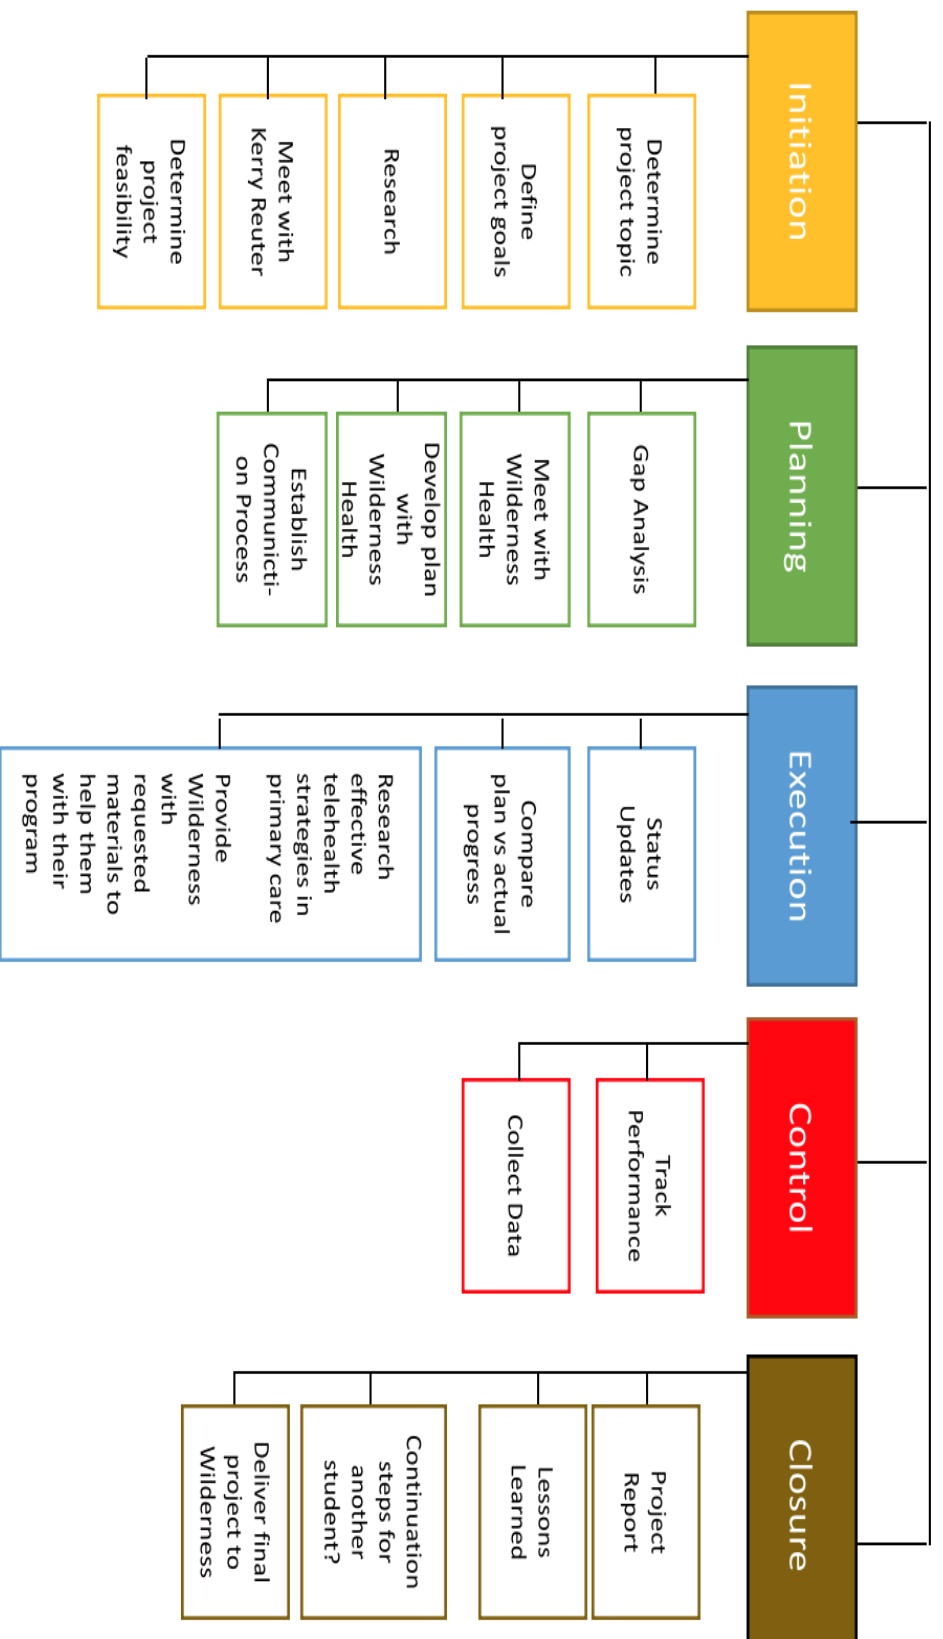 Initiation
Determine
project topic
Define
project goals
Research
Meet with
Kerry Reuter
Determine
project
feasibility
Planning
Gap Analysis
Meet with
Wilderness
Health
Develop plan
with
Wilderness
Health
Establish
Communicti-
on Process
Execution
Status
Updates
Compare
plan vs actual
progress
Research
effective
telehealth
strategies in
primary care
Provide
Wilderness
with
requested
materials to
help them
with their
program
Control
Track
Performance
Collect Data
Closure
Project
Report
Lessons
Learned
Continuation
steps for
another
student?
Deliver final
project to
Wilderness